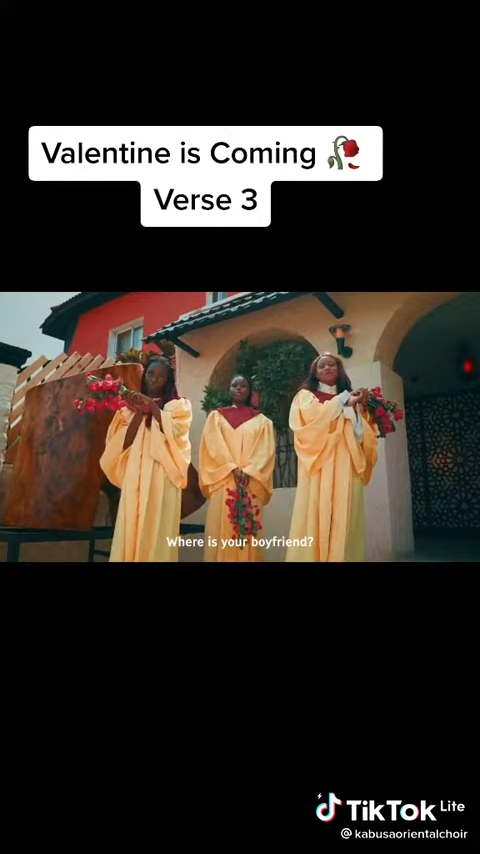 Valentine is Coming 🥀
Verse 3
Where is your boyfriend?
TikTok Lite
@kabusaorientalchoir